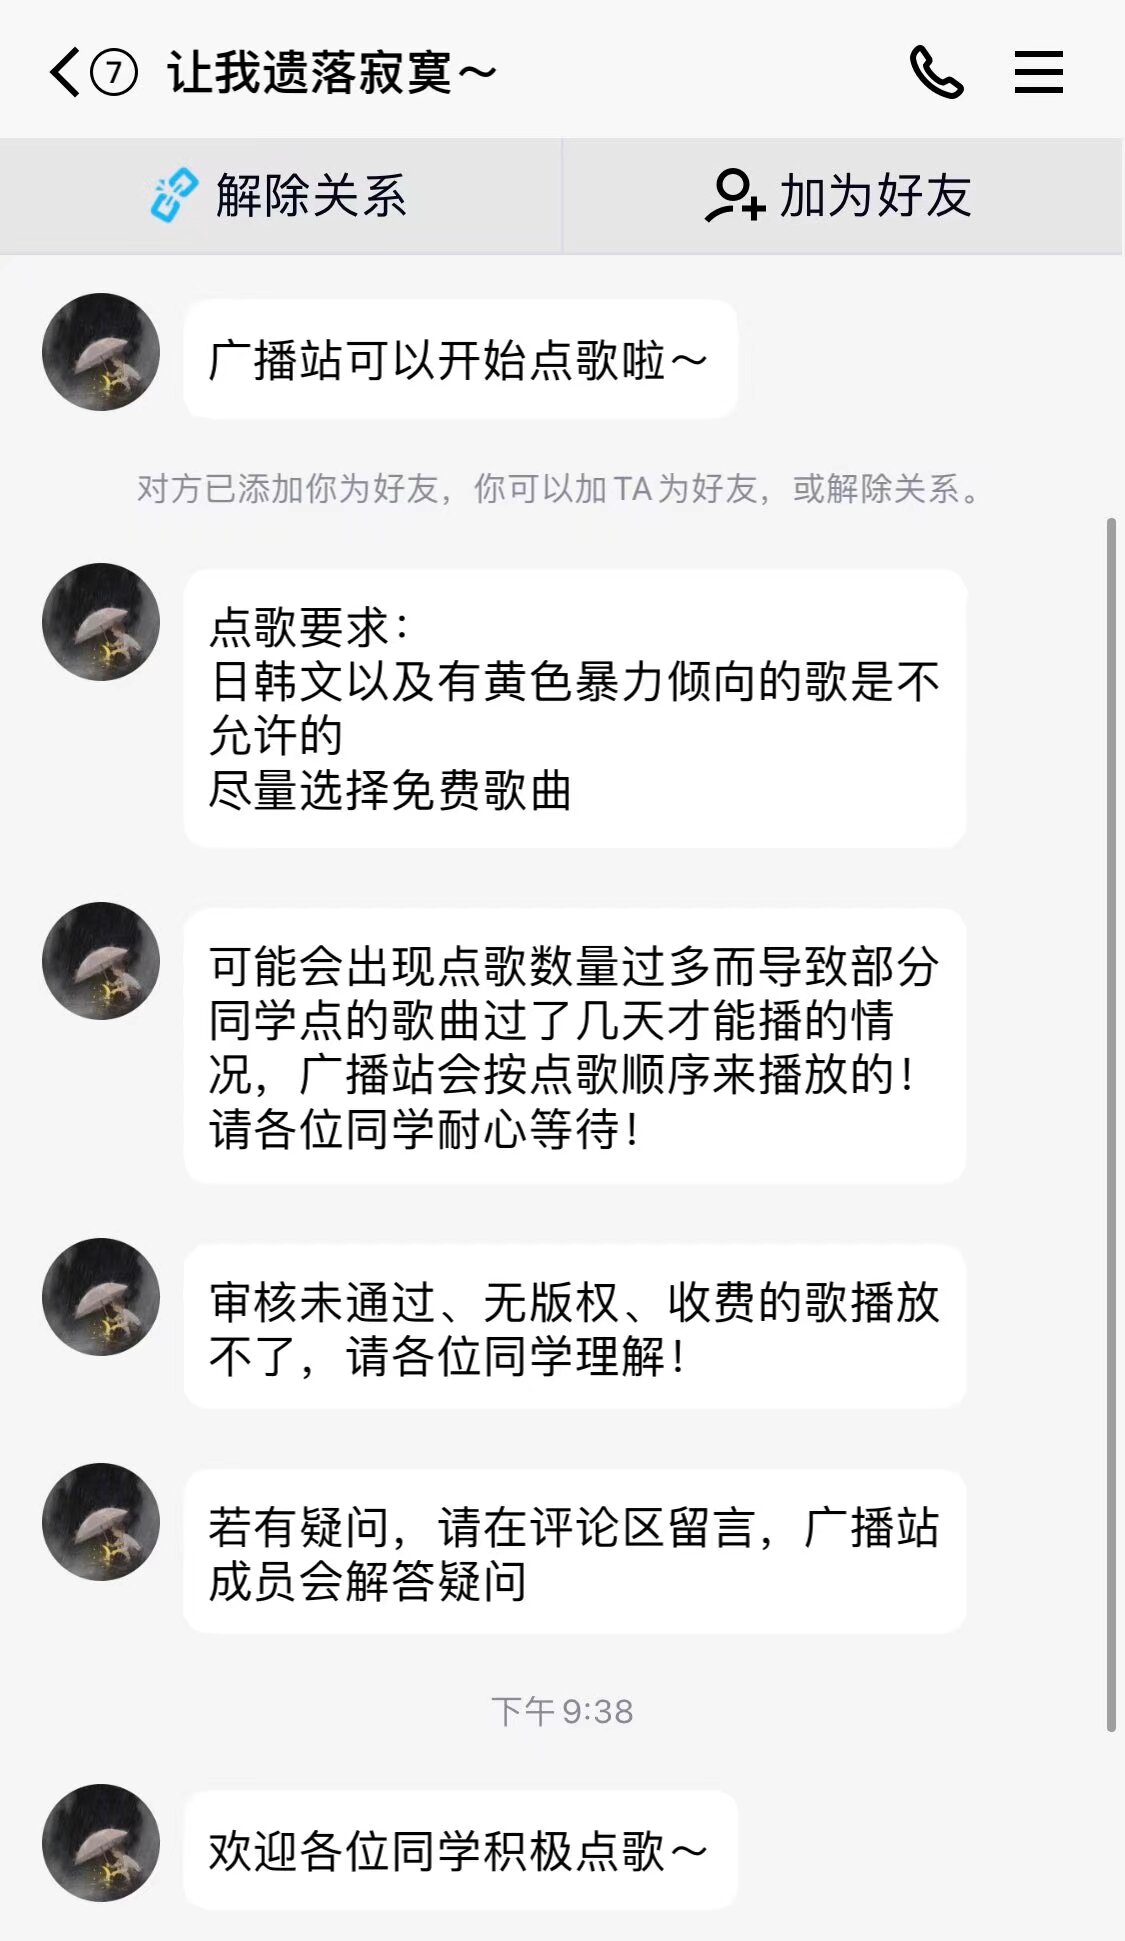 7 让我遗落寂寞～
解除关系 加为好友
广播站可以开始点歌啦～
对方已添加你为好友，你可以加TA为好友，或解除关系。
点歌要求：
日韩文以及有黄色暴力倾向的歌是不
允许的
尽量选择免费歌曲
可能会出现点歌数量过多而导致部分
同学点的歌曲过了几天才能播的情
况，广播站会按点歌顺序来播放的！
请各位同学耐心等待！
审核未通过、无版权、收费的歌播放
不了，请各位同学理解！
若有疑问，请在评论区留言，广播站
成员会解答疑问
下午9:38
欢迎各位同学积极点歌～